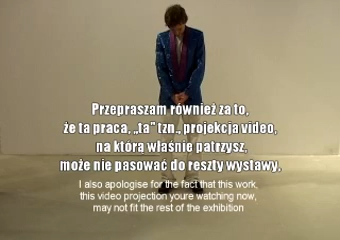 Przepraszam również za to,
że ta praca, „ta” tzn., projekcja video,
na którą właśnie patrzysz,
może nie pasować do reszty wystawy,
I also apologise for the fact that this work,
this video projection youre watching now,
may not fit the rest of the exhibition